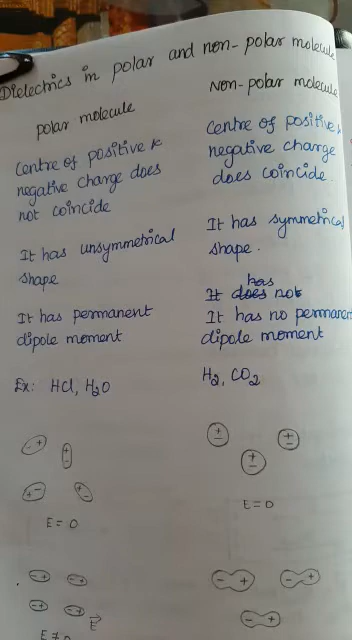 Dielectrics in polar and non-polar molecule
polar molecule
Centre of positive &
negative charge does
not coincide
It has unsymmetrical
shape
It has permanent
dipole moment
Ex: HCl, H2O
- +
+ -
+ -
+ -
E = 0
- + - +
- + - +
E
E ≠ 0
Non-polar molecule
Centre of positive &
negative charge
does coincide.
It has symmetrical
shape.
has
It does not
It has no permanent
dipole moment
H2, CO2
+ -
+ -
+ -
E = 0
- + - +
- +